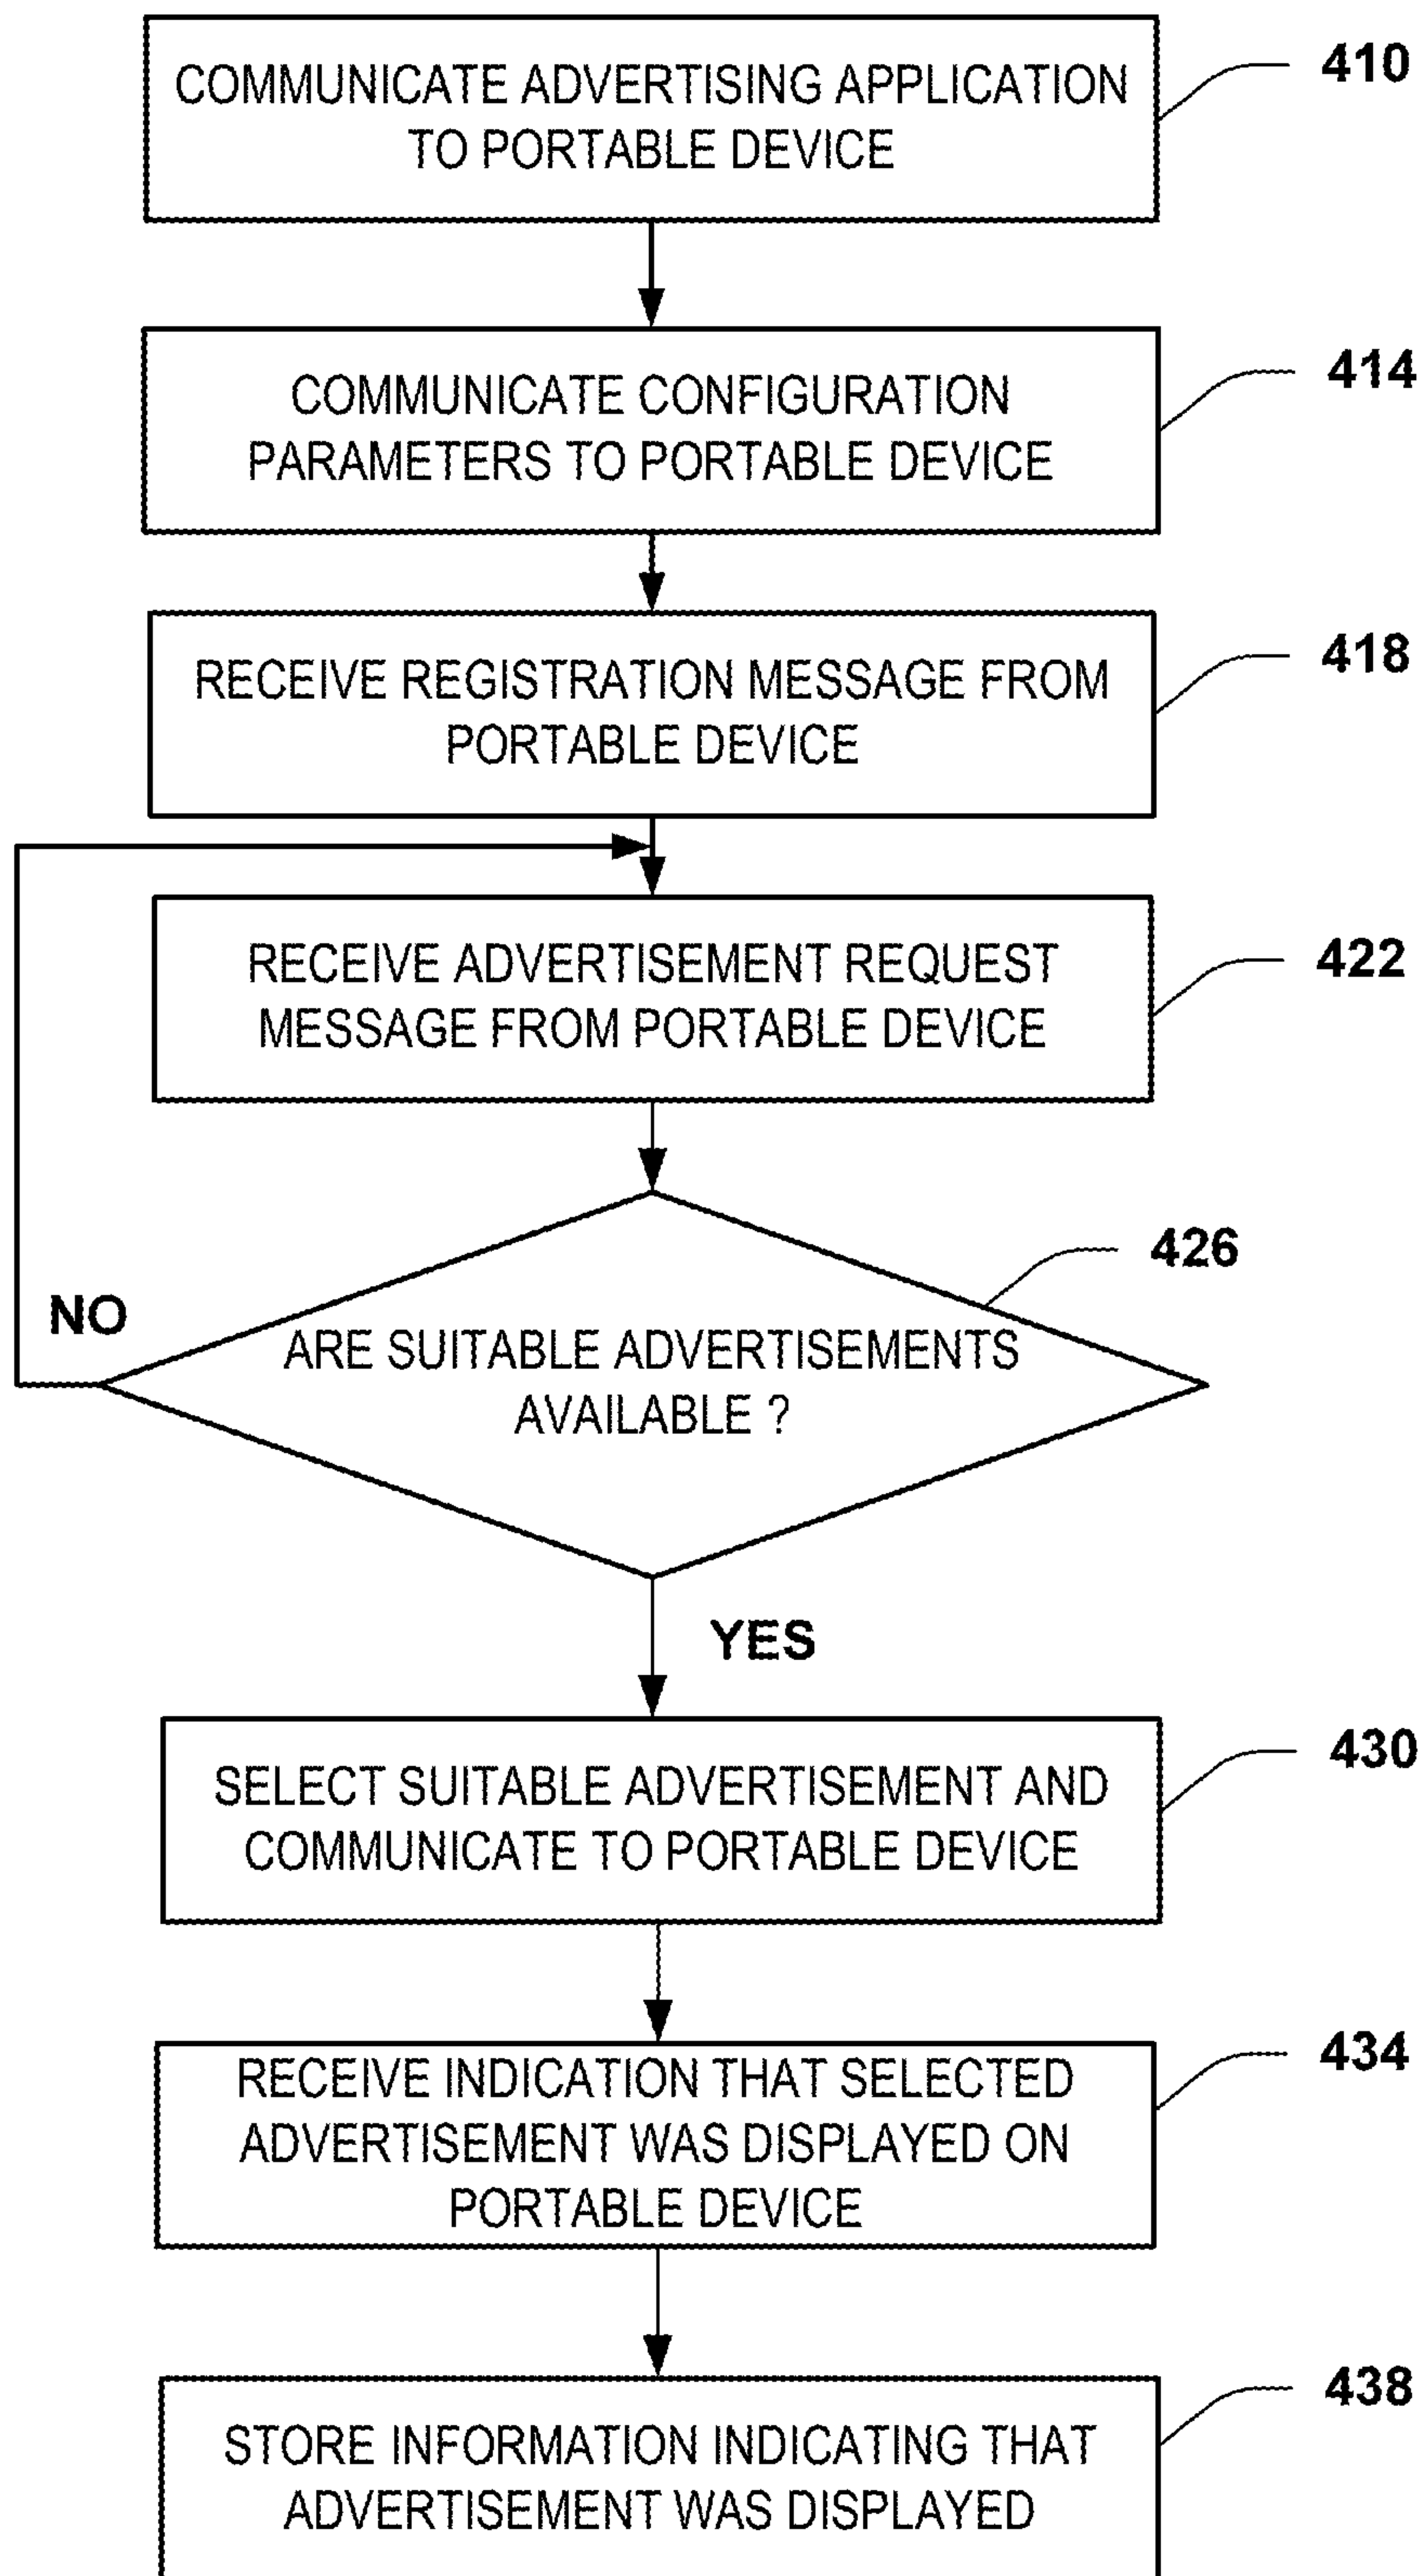 COMMUNICATE ADVERTISING APPLICATION
TO PORTABLE DEVICE
410
COMMUNICATE CONFIGURATION
PARAMETERS TO PORTABLE DEVICE
414
RECEIVE REGISTRATION MESSAGE FROM
PORTABLE DEVICE
418
RECEIVE ADVERTISEMENT REQUEST
MESSAGE FROM PORTABLE DEVICE
422
426
NO
ARE SUITABLE ADVERTISEMENTS
AVAILABLE ?
YES
SELECT SUITABLE ADVERTISEMENT AND
COMMUNICATE TO PORTABLE DEVICE
430
RECEIVE INDICATION THAT SELECTED
ADVERTISEMENT WAS DISPLAYED ON
PORTABLE DEVICE
434
STORE INFORMATION INDICATING THAT
ADVERTISEMENT WAS DISPLAYED
438